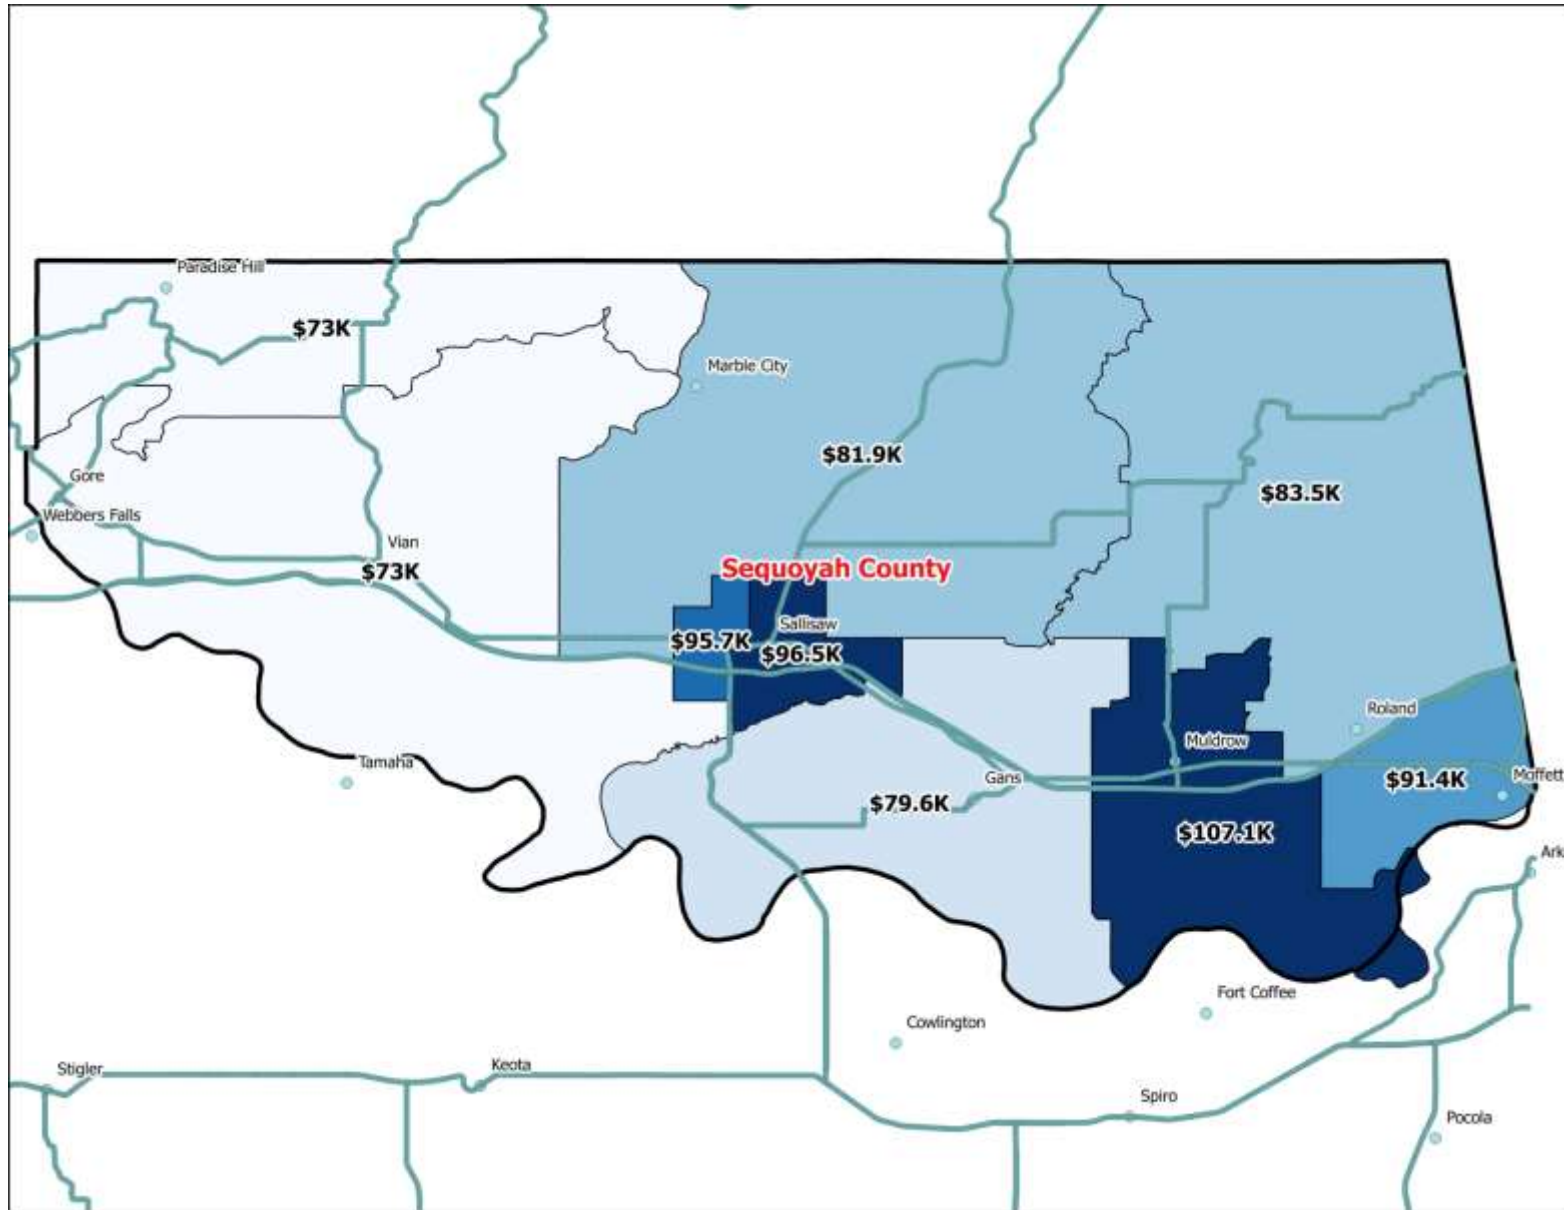 Paradise Hill
$73K
Marble City
$81.9K
Gore
$83.5K
Webbers Falls
Vian
$73K
Sequoyah County
Sallisaw
$95.7K
$96.5K
Roland
Muldrow
Tamaha
Gans
$91.4K
Moffett
$79.6K
$107.1K
Ark
Fort Coffee
Cowlington
Stigler
Keota
Spiro
Pocola